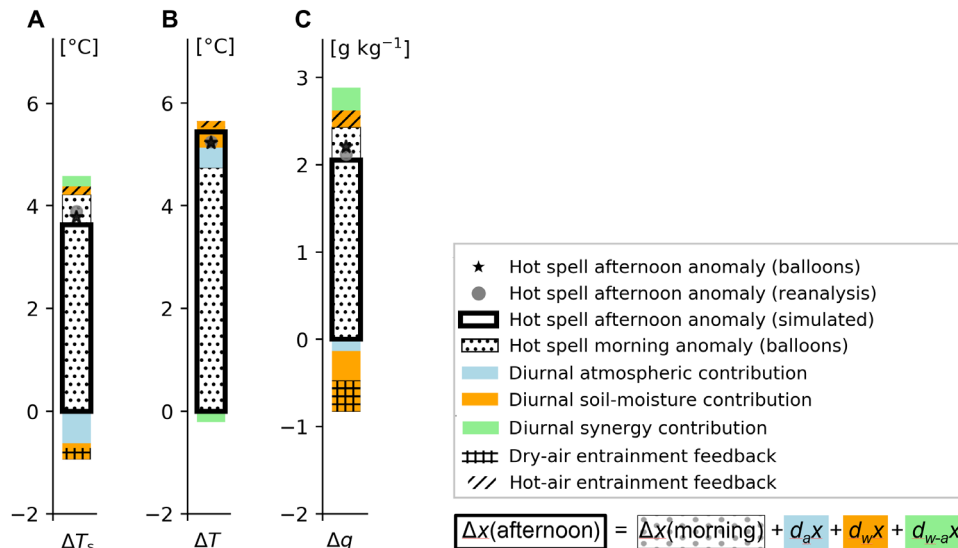 A
B
C
[°C]
[°C]
[g kg⁻¹]
6
4
2
0
−2
6
4
2
0
−2
3
2
1
0
−1
−2
ΔTₛ
ΔT
Δq
Hot spell afternoon anomaly (balloons)
Hot spell afternoon anomaly (reanalysis)
Hot spell afternoon anomaly (simulated)
Hot spell morning anomaly (balloons)
Diurnal atmospheric contribution
Diurnal soil-moisture contribution
Diurnal synergy contribution
Dry-air entrainment feedback
Hot-air entrainment feedback
Δx(afternoon) = Δx(morning) + dₐx + d_wx + d_w-ax